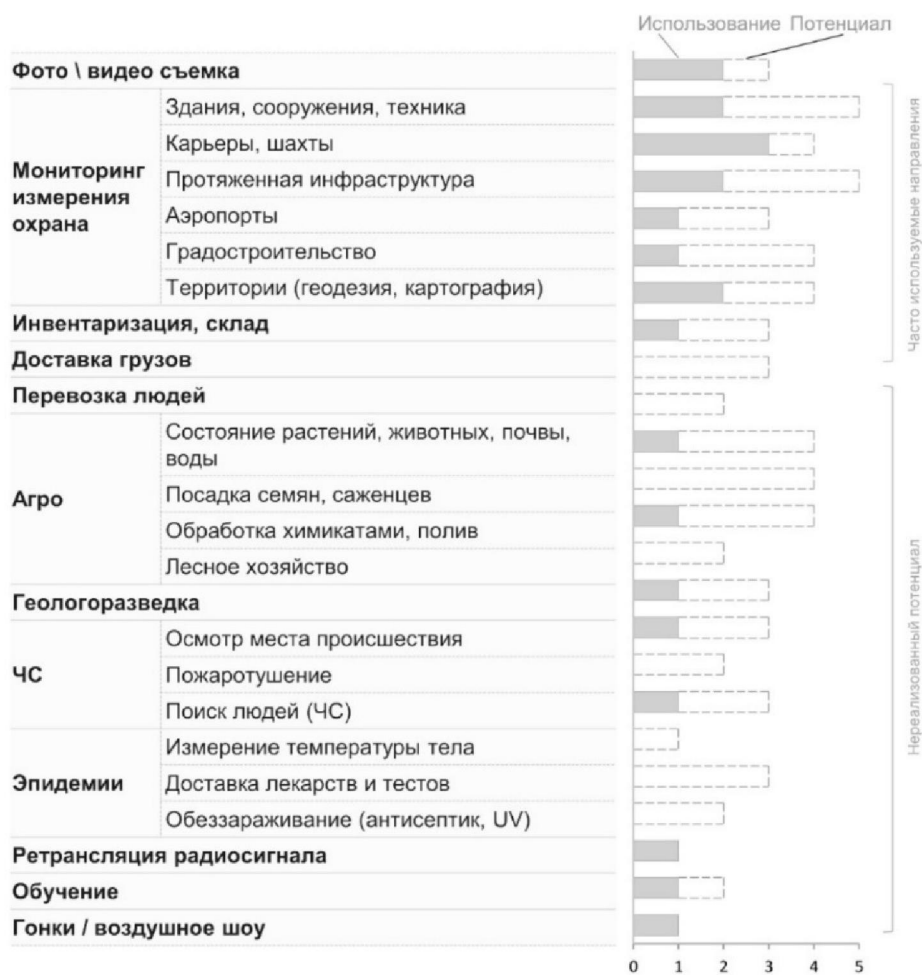 Использование Потенциал
Фото \ видео съемка
Мониторинг
измерения
охрана
Здания, сооружения, техника
Карьеры, шахты
Протяженная инфраструктура
Аэропорты
Градостроительство
Территории (геодезия, картография)
Инвентаризация, склад
Доставка грузов
Перевозка людей
Агро
Состояние растений, животных, почвы,
воды
Посадка семян, саженцев
Обработка химикатами, полив
Лесное хозяйство
Геологоразведка
ЧС
Осмотр места происшествия
Пожаротушение
Поиск людей (ЧС)
Эпидемии
Измерение температуры тела
Доставка лекарств и тестов
Обеззараживание (антисептик, UV)
Ретрансляция радиосигнала
Обучение
Гонки / воздушное шоу
Часто используемые направления
Нереализованный потенциал
0 1 2 3 4 5